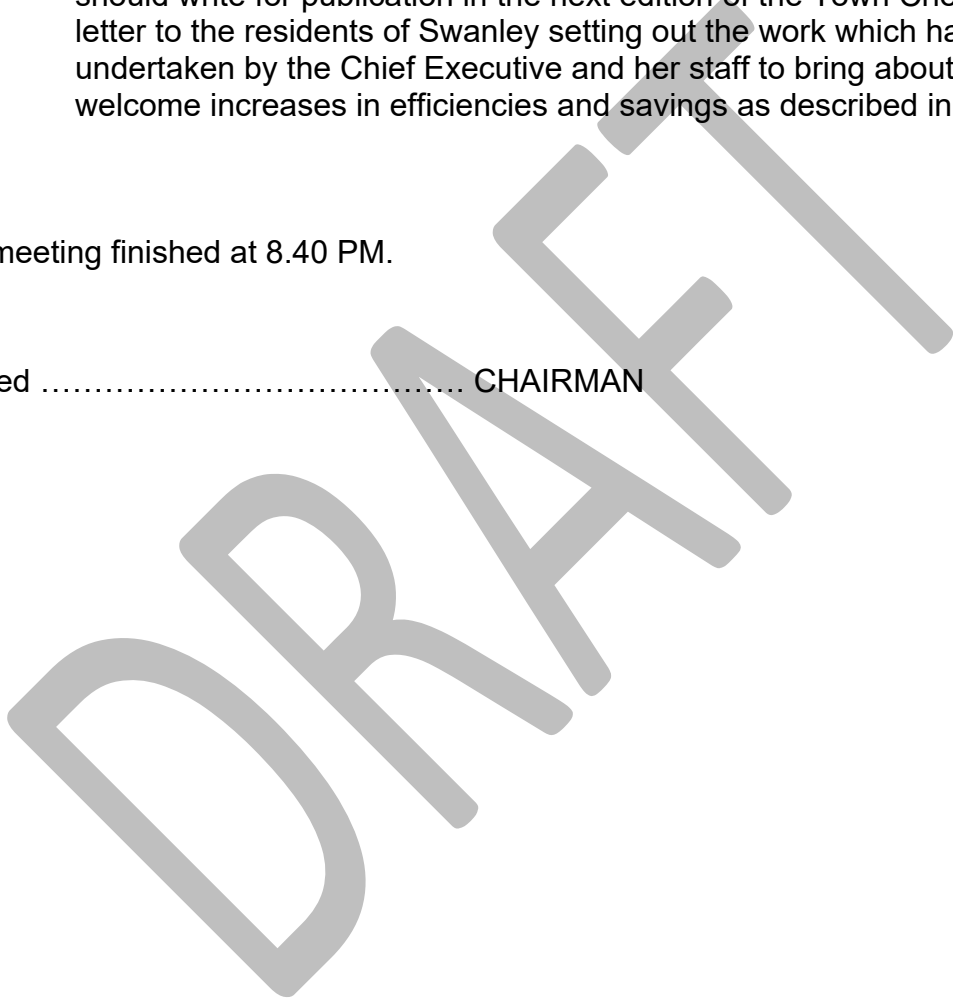 should write for publication in the next edition of the Town
letter to the residents of Swanley setting out the work which
undertaken by the Chief Executive and her staff to bring about
welcome increases in efficiencies and savings as described in
meeting finished at 8.40 PM.
ed ………………………………….. CHAIRMAN
DRAFT